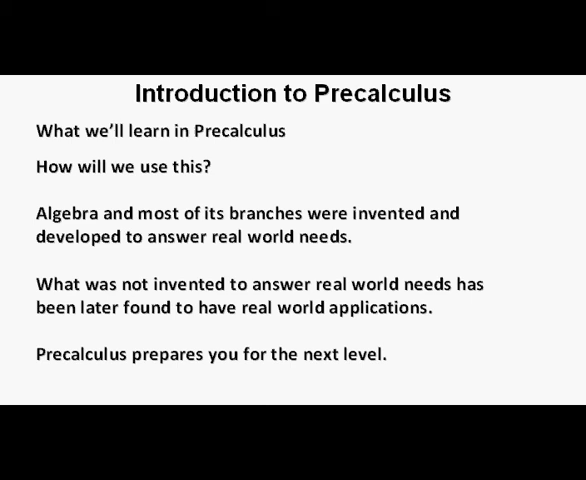 Introduction to Precalculus
What we’ll learn in Precalculus
How will we use this?
Algebra and most of its branches were invented and
developed to answer real world needs.
What was not invented to answer real world needs has
been later found to have real world applications.
Precalculus prepares you for the next level.